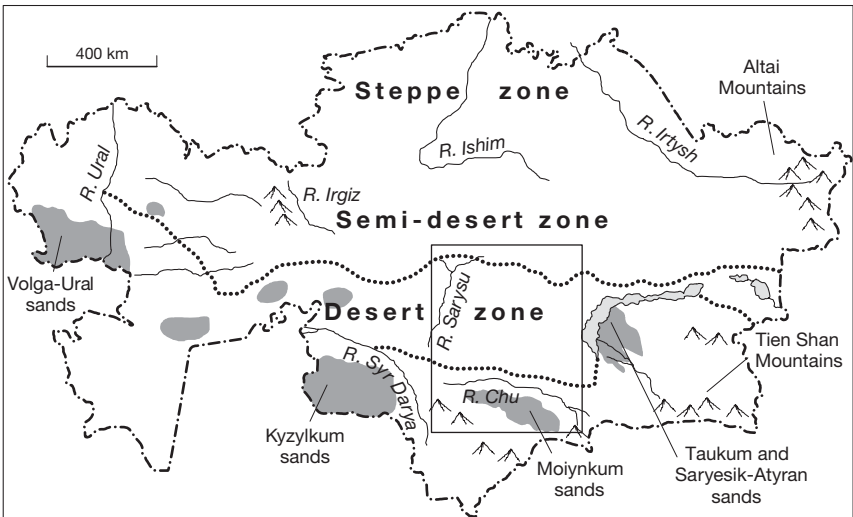 400 km
Steppe zone
Altai
Mountains
R. Ishim
R. Irtysh
R. Ural
R. Irgiz
Semi-desert zone
Volga-Ural
sands
Desert zone
R. Sarysu
R. Syr Darya
R. Chu
Tien Shan
Mountains
Kyzylkum
sands
Moiynkum
sands
Taukum and
Saryesik-Atyran
sands